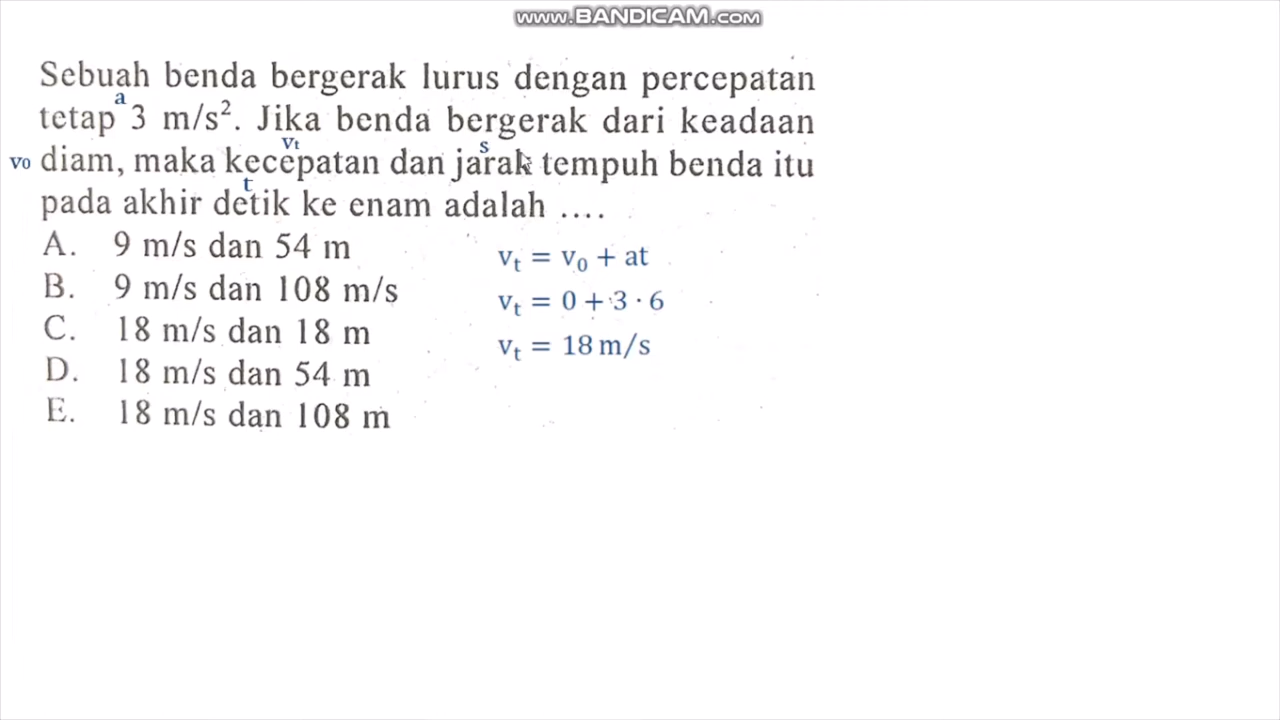 www.BANDICAM.com
Sebuah benda bergerak lurus dengan percepatan
a
tetap 3 m/s². Jika benda bergerak dari keadaan
vₜ s
v₀ diam, maka kecepatan dan jarak tempuh benda itu
t
pada akhir detik ke enam adalah ....
A. 9 m/s dan 54 m
B. 9 m/s dan 108 m/s
C. 18 m/s dan 18 m
D. 18 m/s dan 54 m
E. 18 m/s dan 108 m
vₜ = v₀ + at
vₜ = 0 + 3 · 6
vₜ = 18 m/s